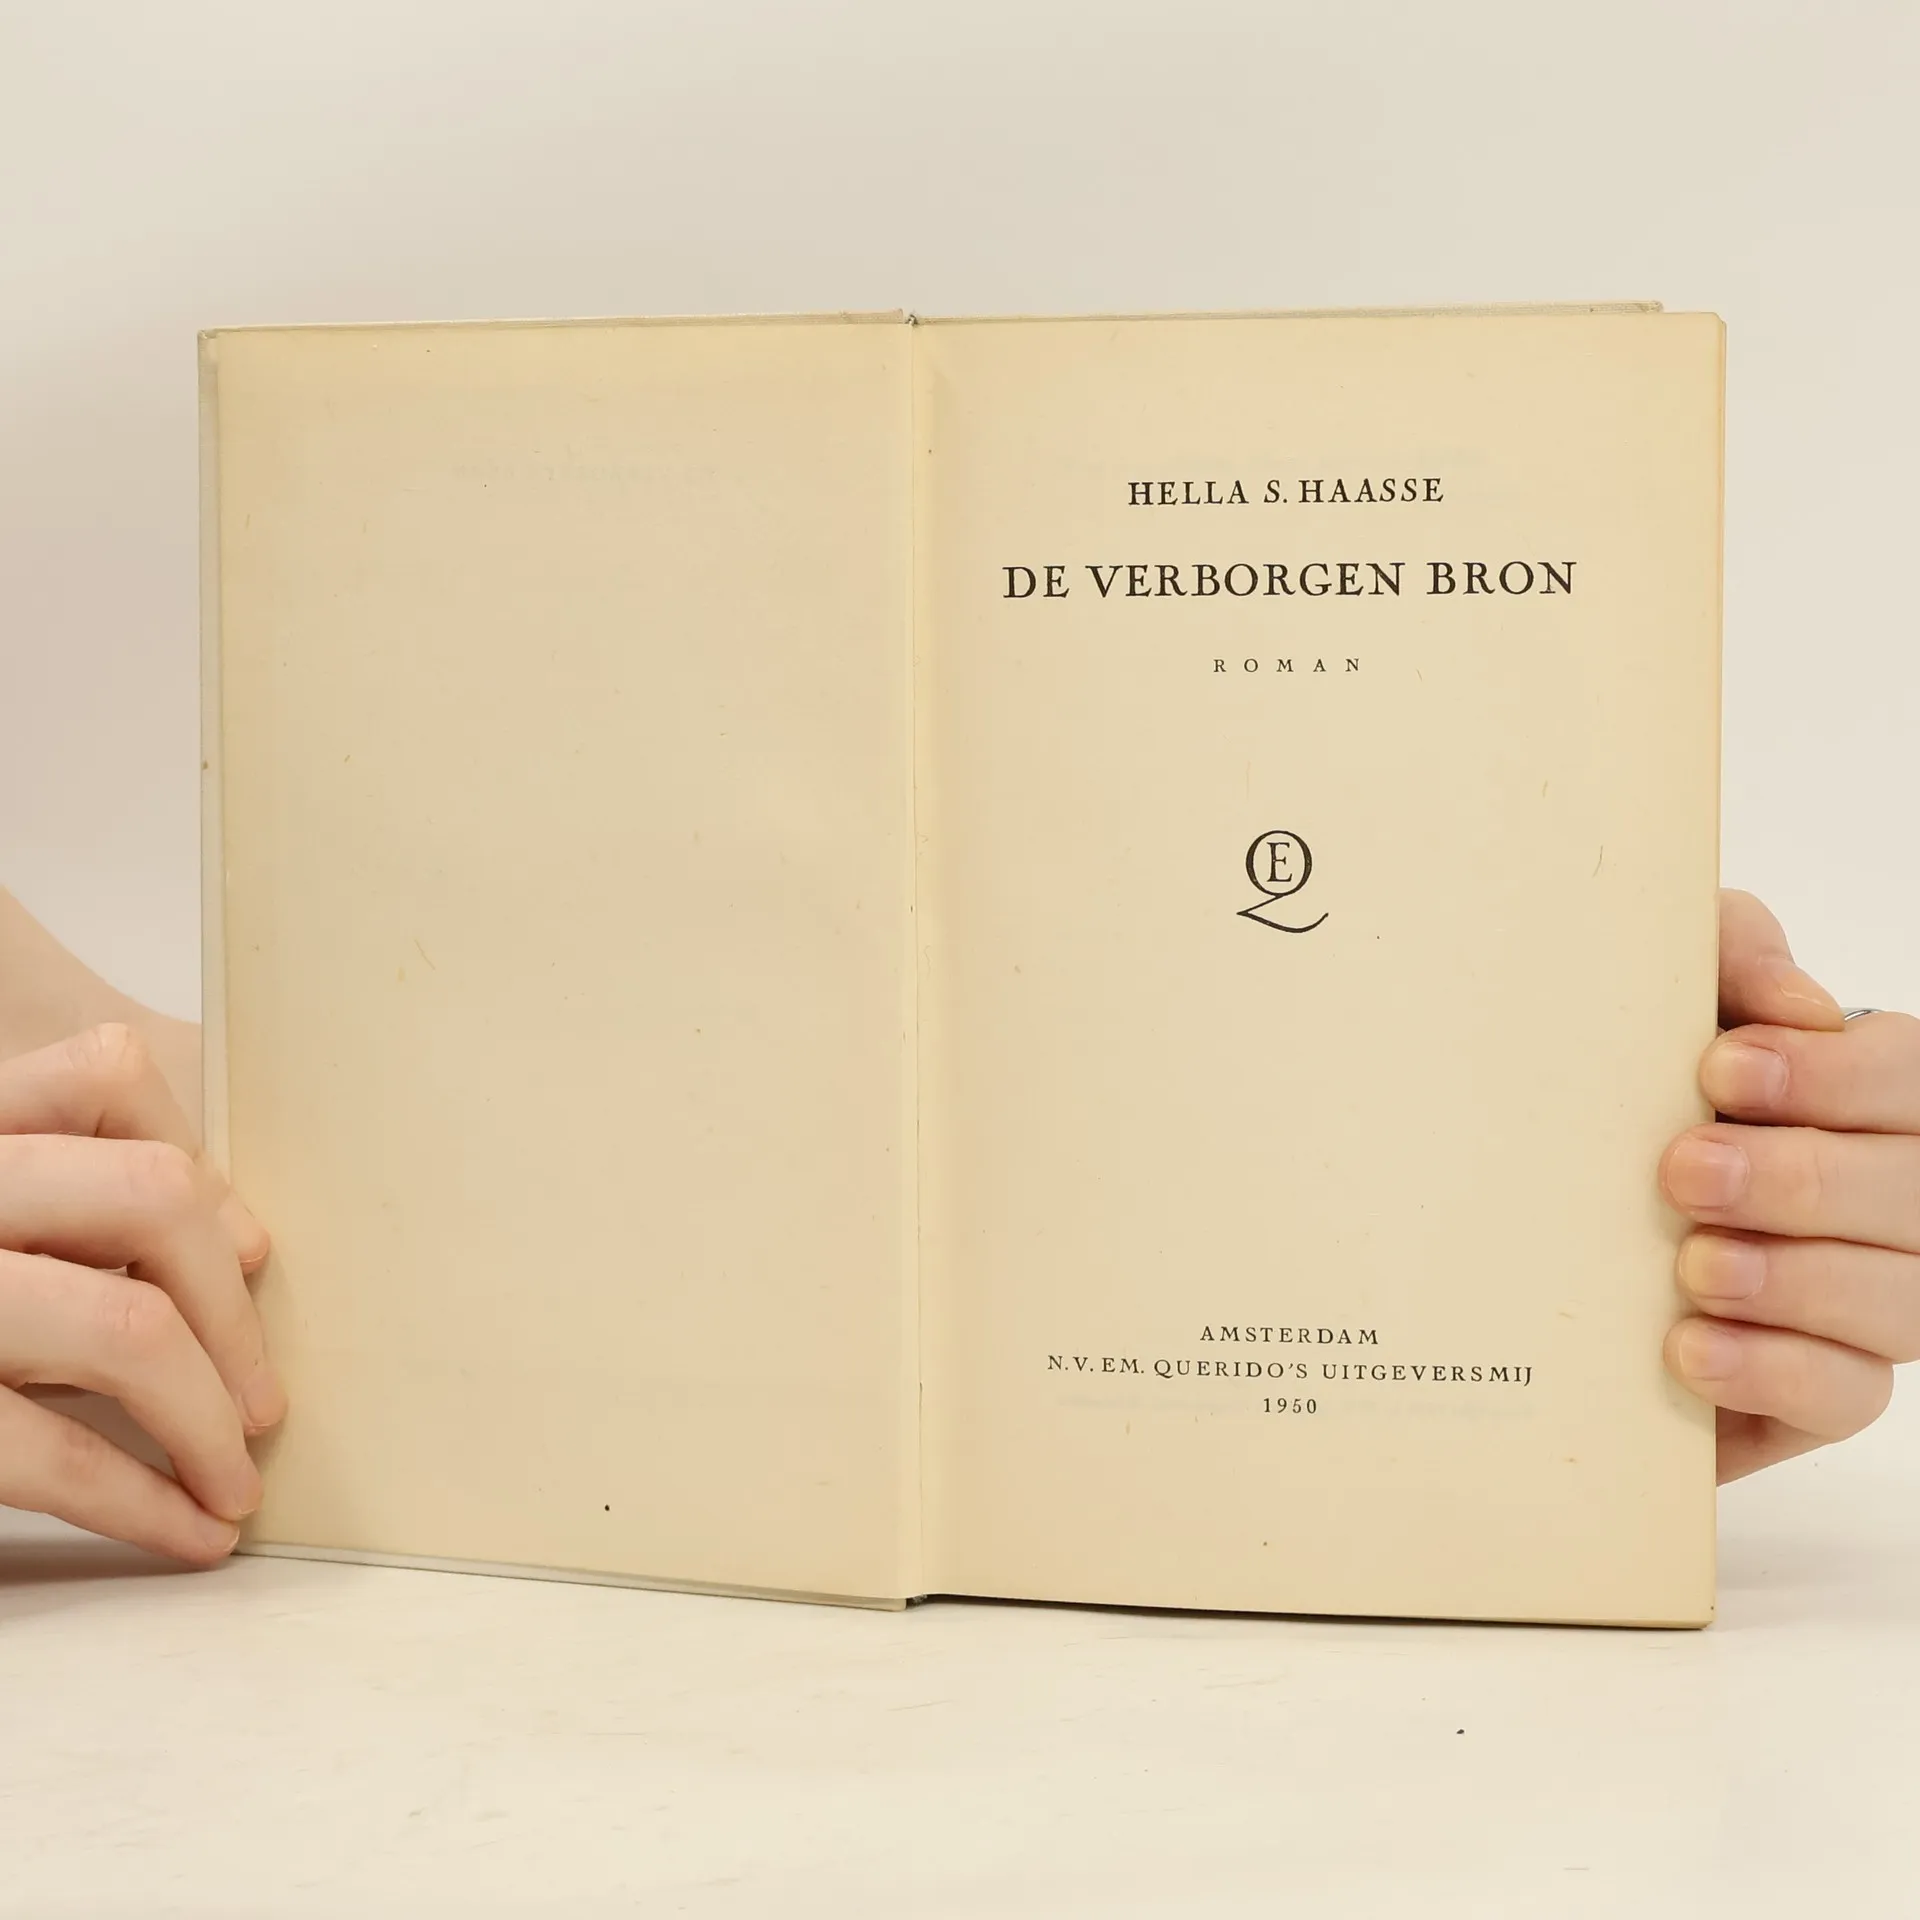 HELLA S. HAASSE
DE VERBORGEN BRON
ROMAN
EQ
AMSTERDAM
N.V. EM. QUERIDO'S UITGEVERSMIJ
1950